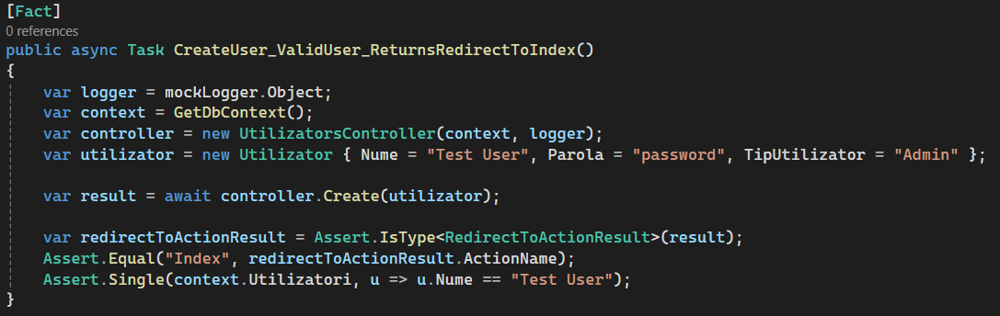 [Fact]
0 references
public async Task CreateUser_ValidUser_ReturnsRedirectToIndex()
{
    var logger = mockLogger.Object;
    var context = GetDbContext();
    var controller = new UtilizatorsController(context, logger);
    var utilizator = new Utilizator { Nume = "Test User", Parola = "password", TipUtilizator = "Admin" };
    var result = await controller.Create(utilizator);
    var redirectToActionResult = Assert.IsType<RedirectToActionResult>(result);
    Assert.Equal("Index", redirectToActionResult.ActionName);
    Assert.Single(context.Utilizatori, u => u.Nume == "Test User");
}